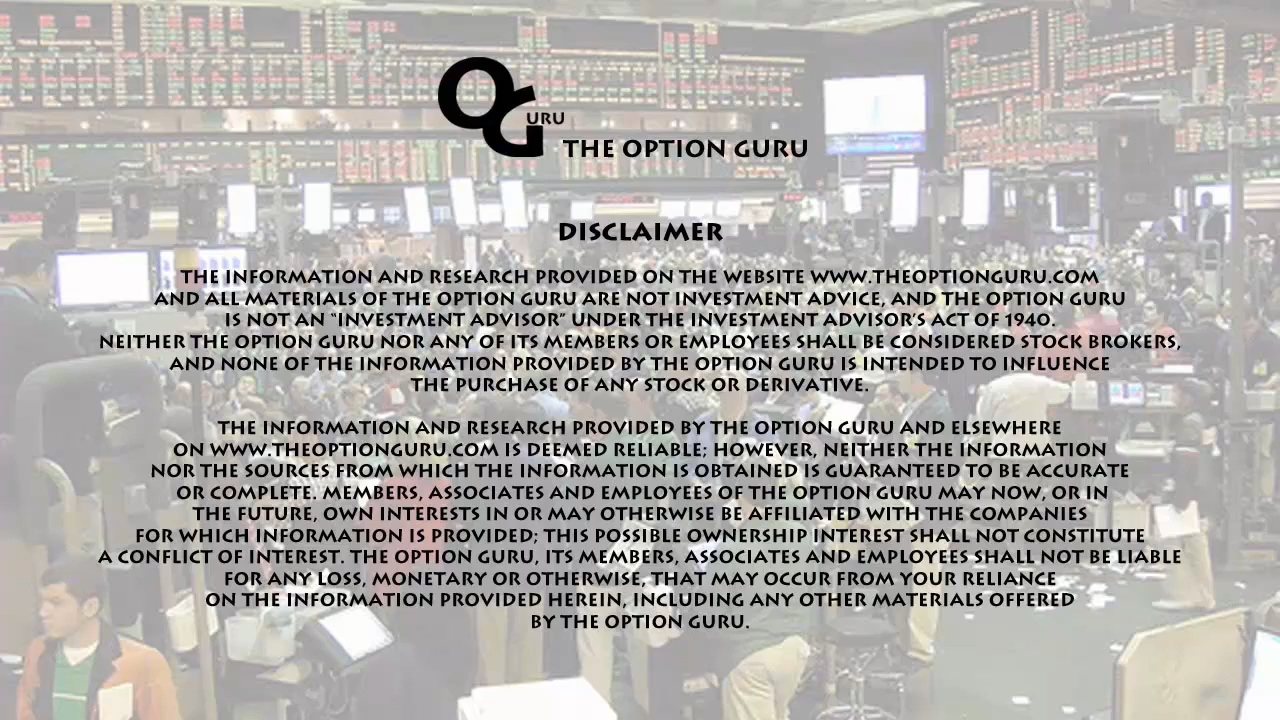 OG URU
THE OPTION GURU
DISCLAIMER
THE INFORMATION AND RESEARCH PROVIDED ON THE WEBSITE WWW.THEOPTIONGURU.COM
AND ALL MATERIALS OF THE OPTION GURU ARE NOT INVESTMENT ADVICE, AND THE OPTION GURU
IS NOT AN “INVESTMENT ADVISOR” UNDER THE INVESTMENT ADVISOR’S ACT OF 1940.
NEITHER THE OPTION GURU NOR ANY OF ITS MEMBERS OR EMPLOYEES SHALL BE CONSIDERED STOCK BROKERS,
AND NONE OF THE INFORMATION PROVIDED BY THE OPTION GURU IS INTENDED TO INFLUENCE
THE PURCHASE OF ANY STOCK OR DERIVATIVE.
THE INFORMATION AND RESEARCH PROVIDED BY THE OPTION GURU AND ELSEWHERE
ON WWW.THEOPTIONGURU.COM IS DEEMED RELIABLE; HOWEVER, NEITHER THE INFORMATION
NOR THE SOURCES FROM WHICH THE INFORMATION IS OBTAINED IS GUARANTEED TO BE ACCURATE
OR COMPLETE. MEMBERS, ASSOCIATES AND EMPLOYEES OF THE OPTION GURU MAY NOW, OR IN
THE FUTURE, OWN INTERESTS IN OR MAY OTHERWISE BE AFFILIATED WITH THE COMPANIES
FOR WHICH INFORMATION IS PROVIDED; THIS POSSIBLE OWNERSHIP INTEREST SHALL NOT CONSTITUTE
A CONFLICT OF INTEREST. THE OPTION GURU, ITS MEMBERS, ASSOCIATES AND EMPLOYEES SHALL NOT BE LIABLE
FOR ANY LOSS, MONETARY OR OTHERWISE, THAT MAY OCCUR FROM YOUR RELIANCE
ON THE INFORMATION PROVIDED HEREIN, INCLUDING ANY OTHER MATERIALS OFFERED
BY THE OPTION GURU.